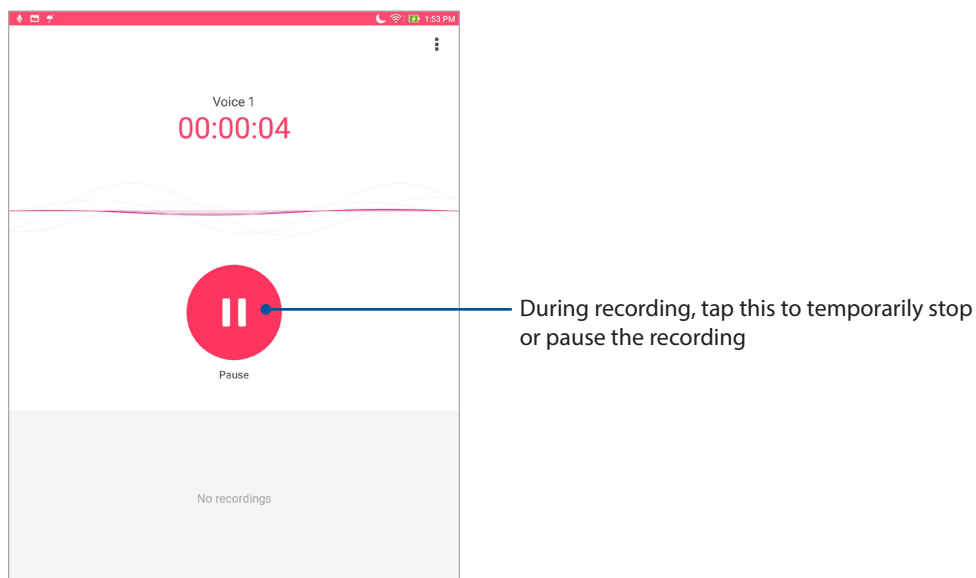 1:53 PM
Voice 1
00:00:04
During recording, tap this to temporarily stop
or pause the recording
Pause
No recordings